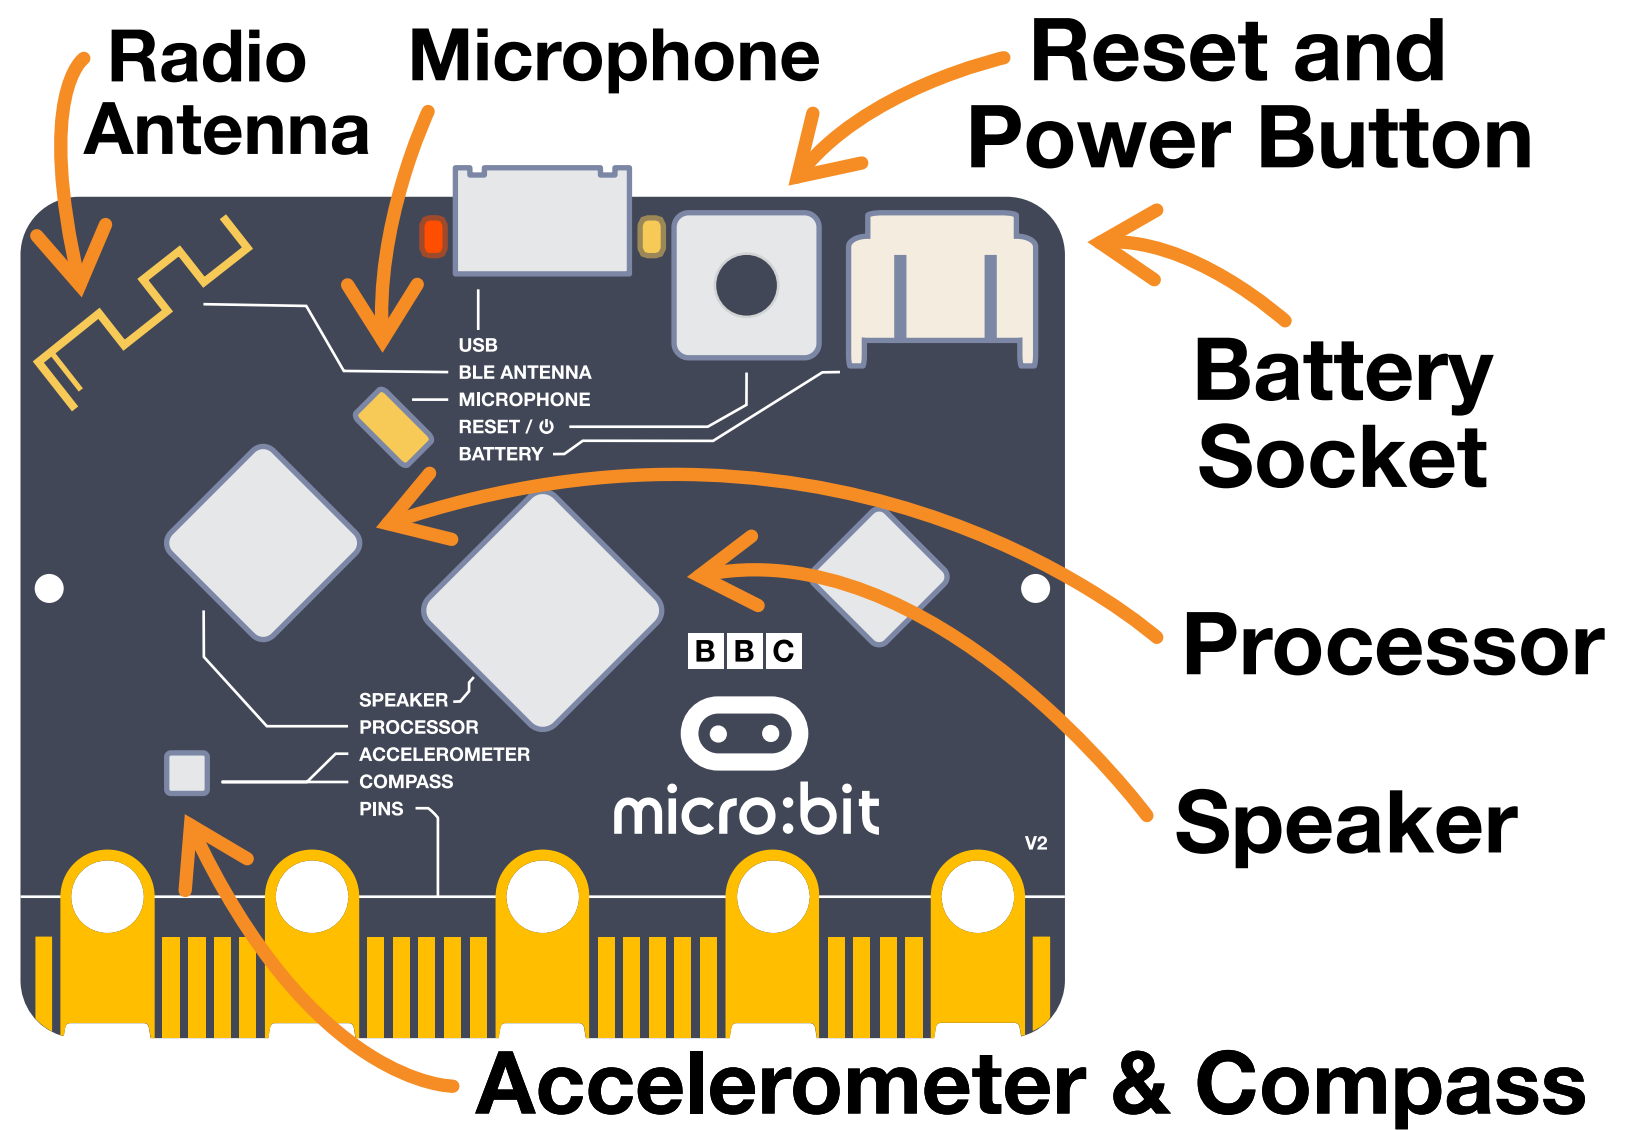 Radio
Antenna
Microphone
Reset and
Power Button
Battery
Socket
USB
BLE ANTENNA
MICROPHONE
RESET / ⏻
BATTERY
Processor
BBC
SPEAKER
PROCESSOR
ACCELEROMETER
COMPASS
PINS
micro:bit
V2
Speaker
Accelerometer & Compass